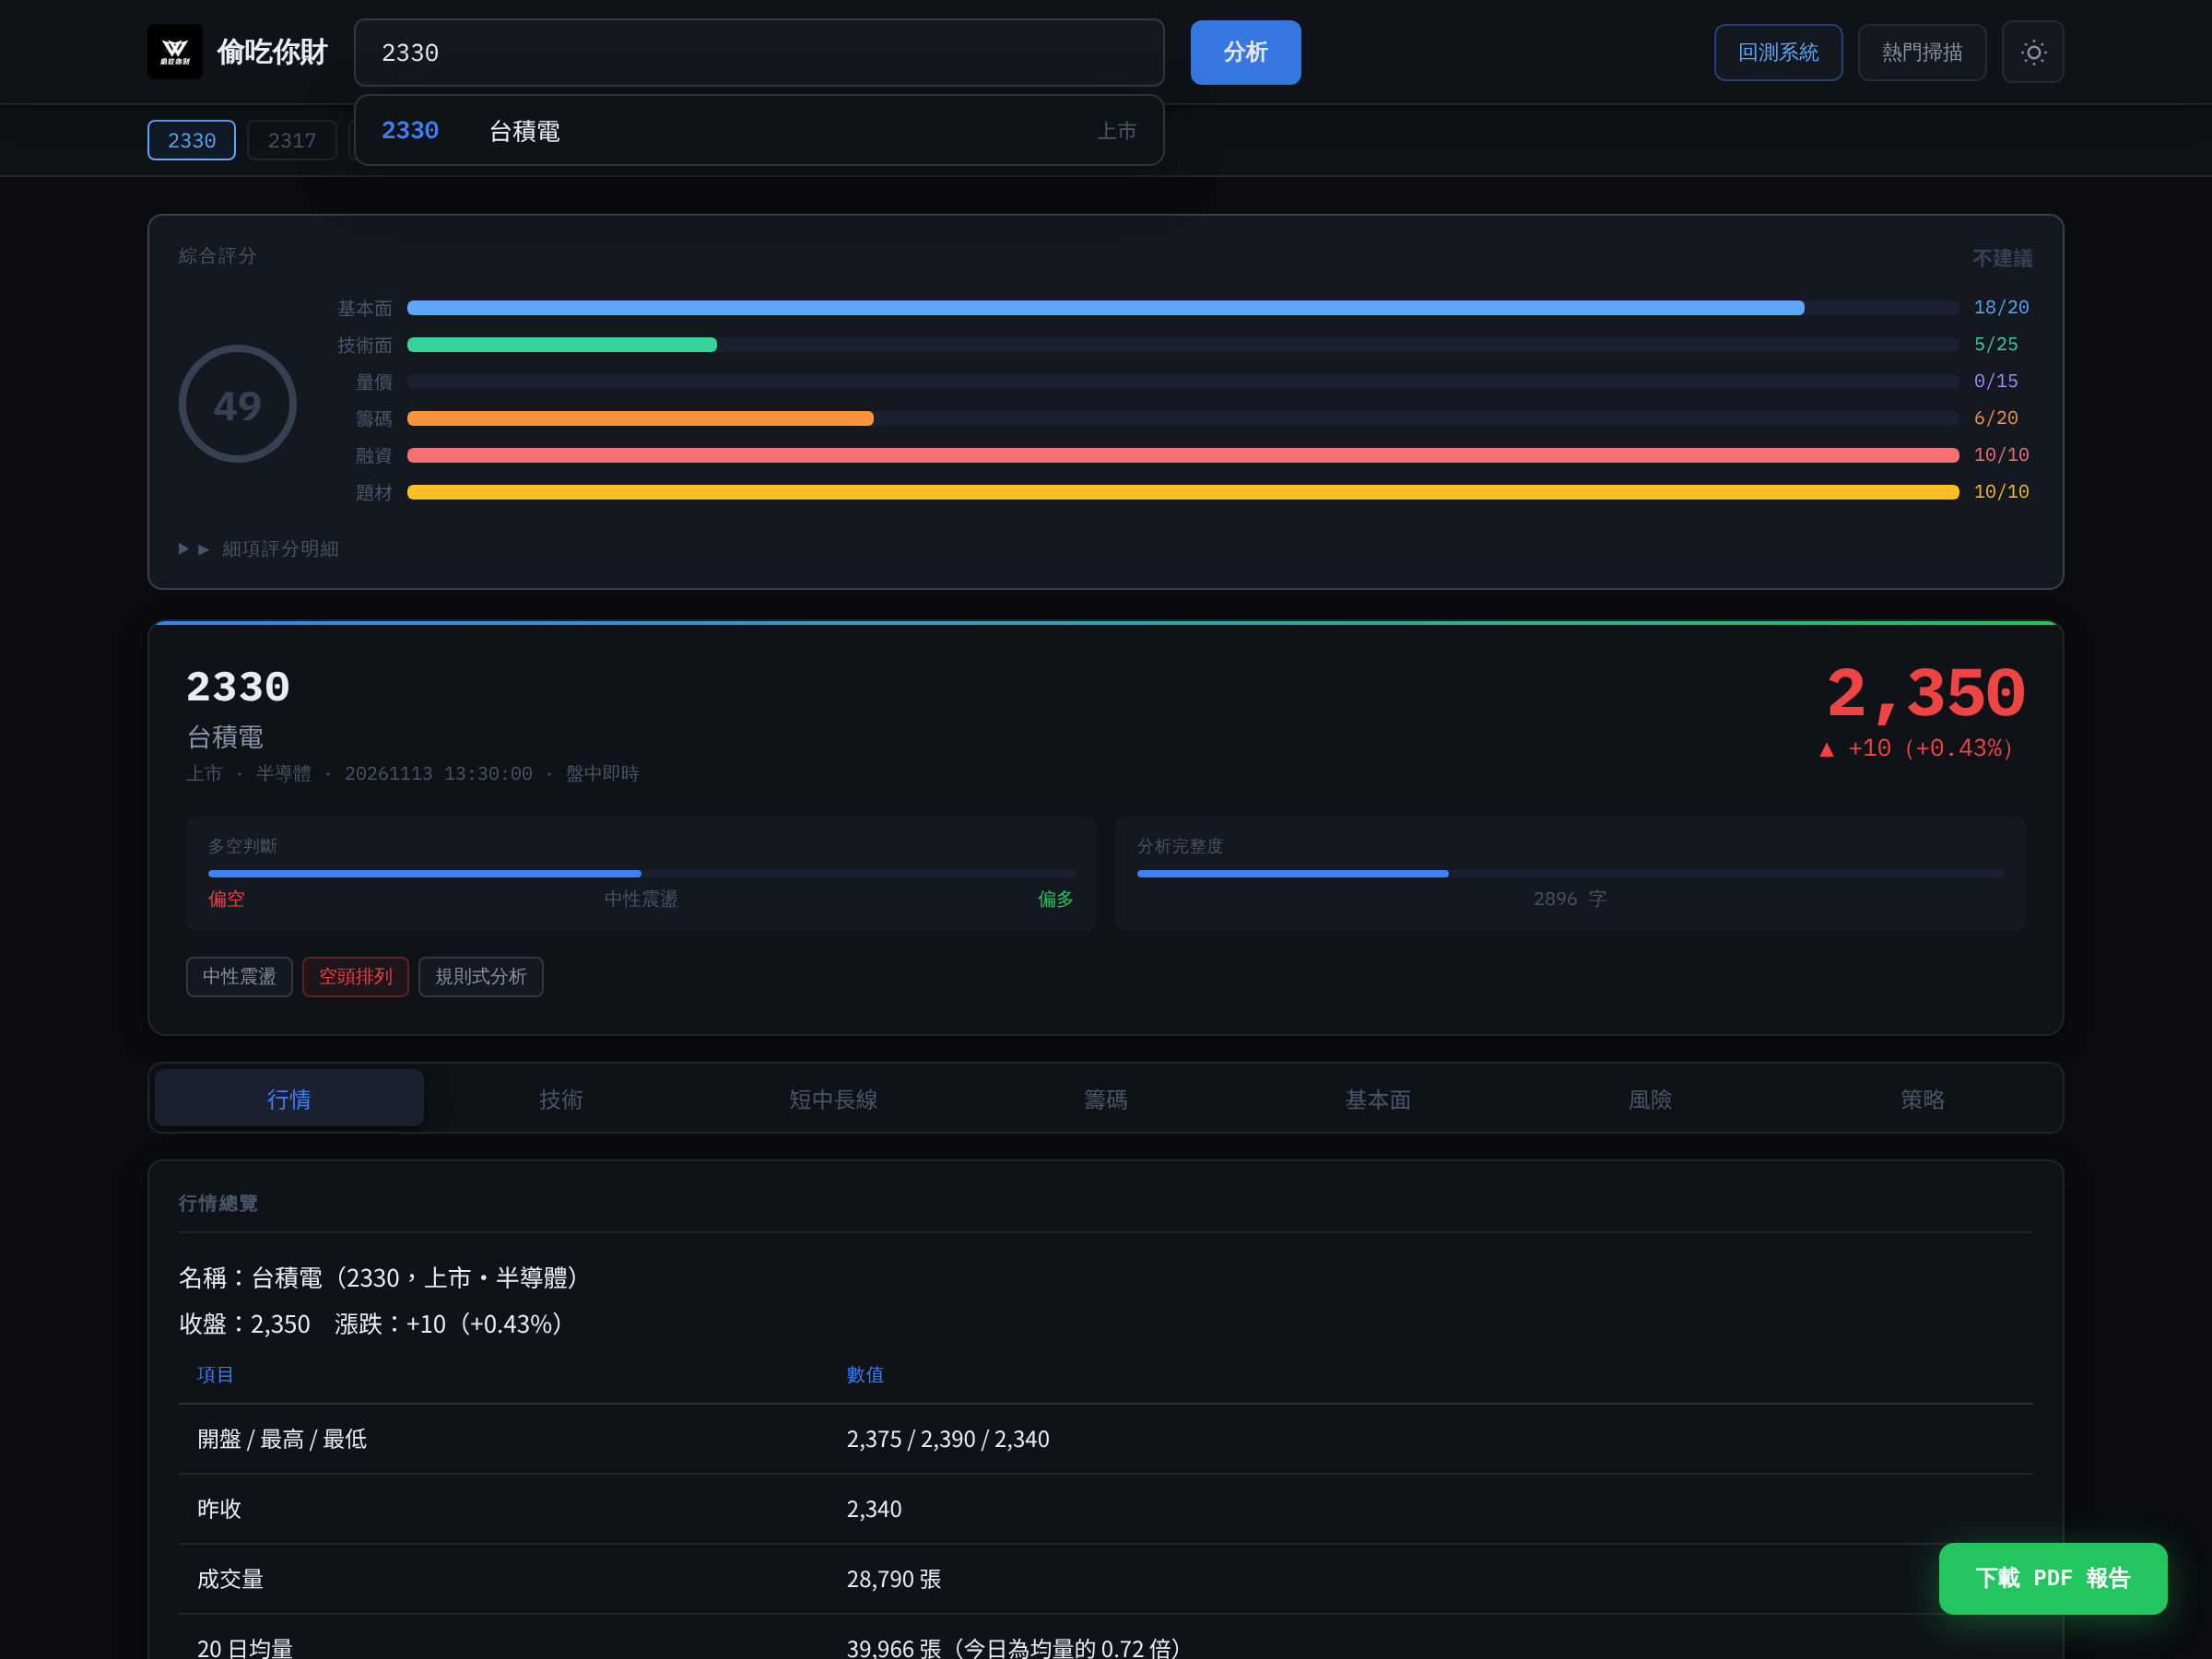 偷吃你財
偷吃你財
2330
分析
回測系統
熱門掃描
2330
台積電
上市
2330
2317
綜合評分
不建議
49
基本面
18/20
技術面
5/25
量價
0/15
籌碼
6/20
融資
10/10
題材
10/10
▶ ▶ 細項評分明細
2330
2,350
台積電
▲ +10 (+0.43%)
上市 · 半導體 · 20261113 13:30:00 · 盤中即時
多空判斷
偏空
中性震盪
偏多
分析完整度
2896 字
中性震盪
空頭排列
規則式分析
行情
技術
短中長線
籌碼
基本面
風險
策略
行情總覽
名稱：台積電（2330，上市・半導體）
收盤：2,350　漲跌：+10（+0.43%）
項目
數值
開盤 / 最高 / 最低
2,375 / 2,390 / 2,340
昨收
2,340
成交量
28,790 張
20 日均量
39,966 張（今日為均量的 0.72 倍）
下載 PDF 報告